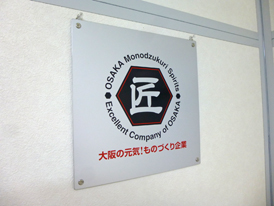 OSAKA Monodzukuri Spirits
匠
Excellent Company of OSAKA
大阪の元気!ものづくり企業